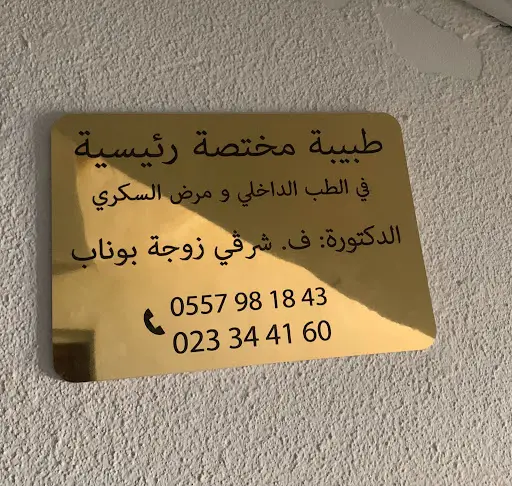 طبيبة مختصة رئيسية
في الطب الداخلي و مرض السكري
الدكتورة: ف. شرقي زوجة بوناب
0557 98 18 43
023 34 41 60